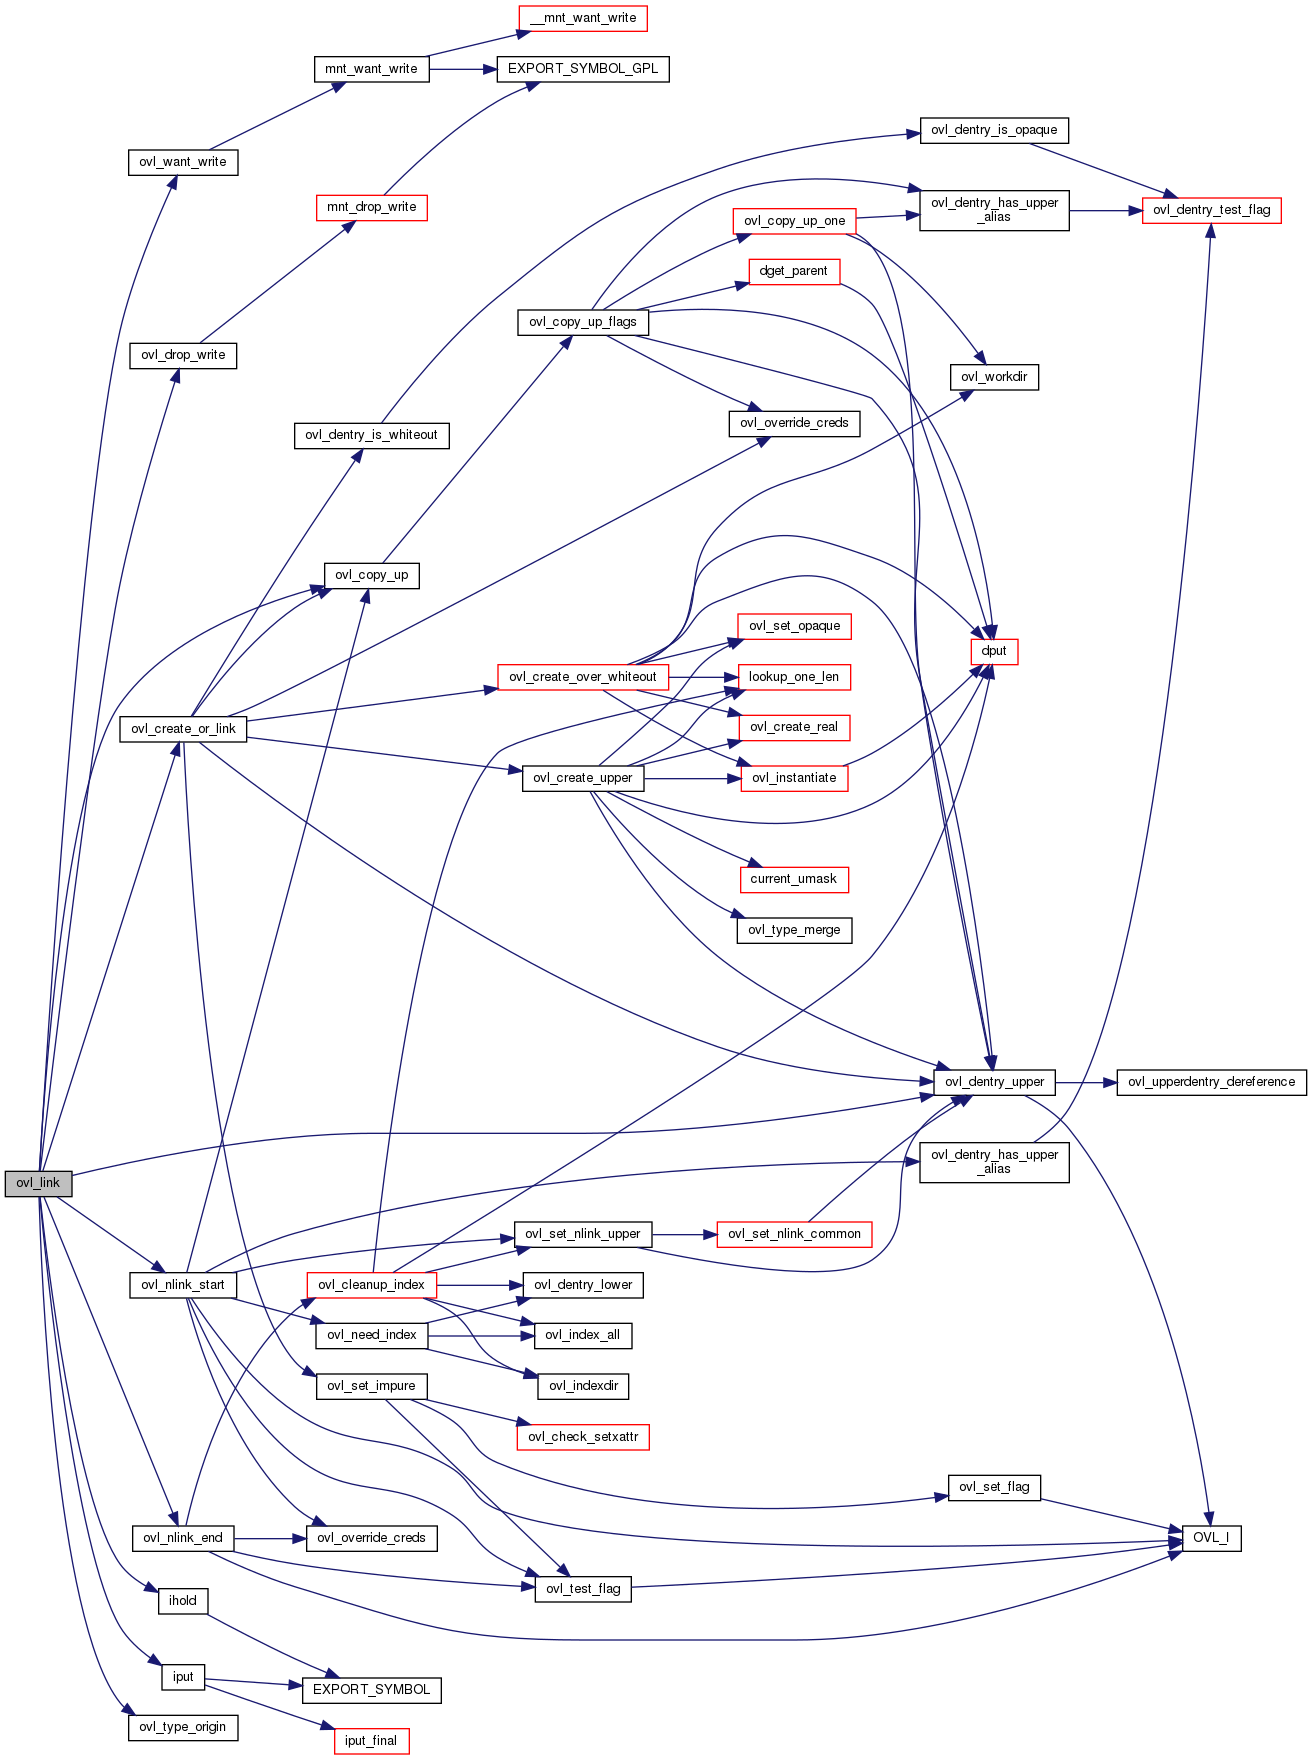 __mnt_want_write
mnt_want_write
EXPORT_SYMBOL_GPL
ovl_dentry_is_opaque
ovl_want_write
ovl_dentry_has_upper
_alias
mnt_drop_write
ovl_copy_up_one
ovl_dentry_test_flag
dget_parent
ovl_copy_up_flags
ovl_drop_write
ovl_workdir
ovl_override_creds
ovl_dentry_is_whiteout
ovl_copy_up
ovl_set_opaque
dput
ovl_create_over_whiteout
lookup_one_len
ovl_create_or_link
ovl_create_real
ovl_create_upper
ovl_instantiate
current_umask
ovl_type_merge
ovl_dentry_upper
ovl_upperdentry_dereference
ovl_dentry_has_upper
_alias
ovl_link
ovl_set_nlink_upper
ovl_set_nlink_common
ovl_nlink_start
ovl_cleanup_index
ovl_dentry_lower
ovl_need_index
ovl_index_all
ovl_set_impure
ovl_indexdir
ovl_check_setxattr
ovl_set_flag
ovl_nlink_end
ovl_override_creds
OVL_I
ovl_test_flag
ihold
iput
EXPORT_SYMBOL
ovl_type_origin
iput_final